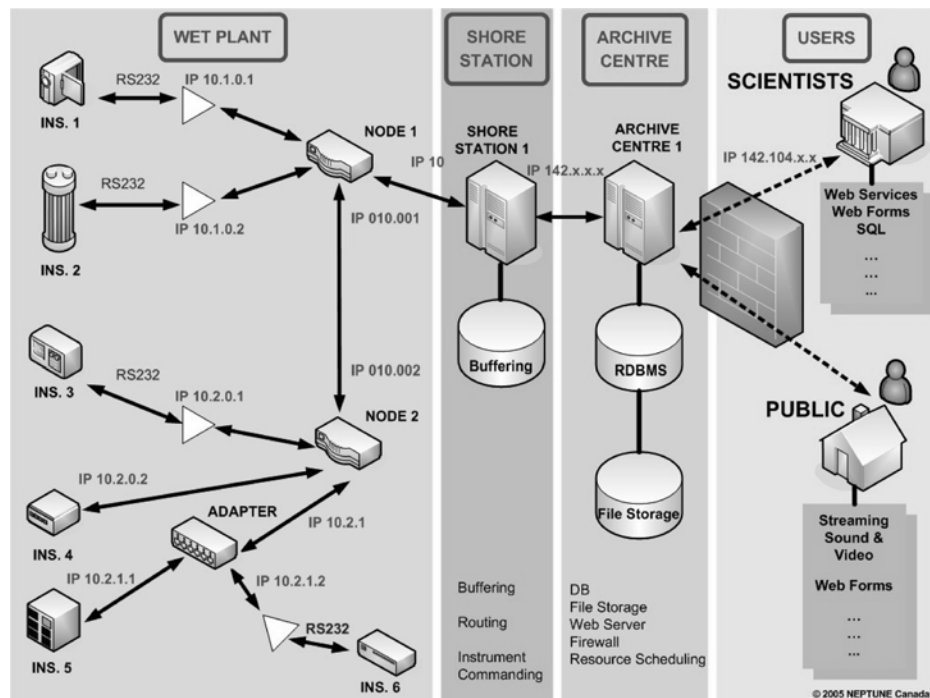 WET PLANT
SHORE
STATION
ARCHIVE
CENTRE
USERS
INS. 1
RS232
IP 10.1.0.1
NODE 1
INS. 2
RS232
IP 10.1.0.2
IP 010.001
IP 10
SHORE
STATION 1
IP 142.x.x.x
ARCHIVE
CENTRE 1
SCIENTISTS
IP 142.104.x.x
Web Services
Web Forms
SQL
...
...
...
Buffering
RDBMS
File Storage
INS. 3
RS232
IP 10.2.0.1
IP 010.002
NODE 2
INS. 4
IP 10.2.0.2
ADAPTER
IP 10.2.1
INS. 5
IP 10.2.1.1
IP 10.2.1.2
RS232
INS. 6
PUBLIC
Streaming
Sound &
Video
Web Forms
...
...
...
Buffering
Routing
Instrument
Commanding
DB
File Storage
Web Server
Firewall
Resource Scheduling
© 2005 NEPTUNE Canada